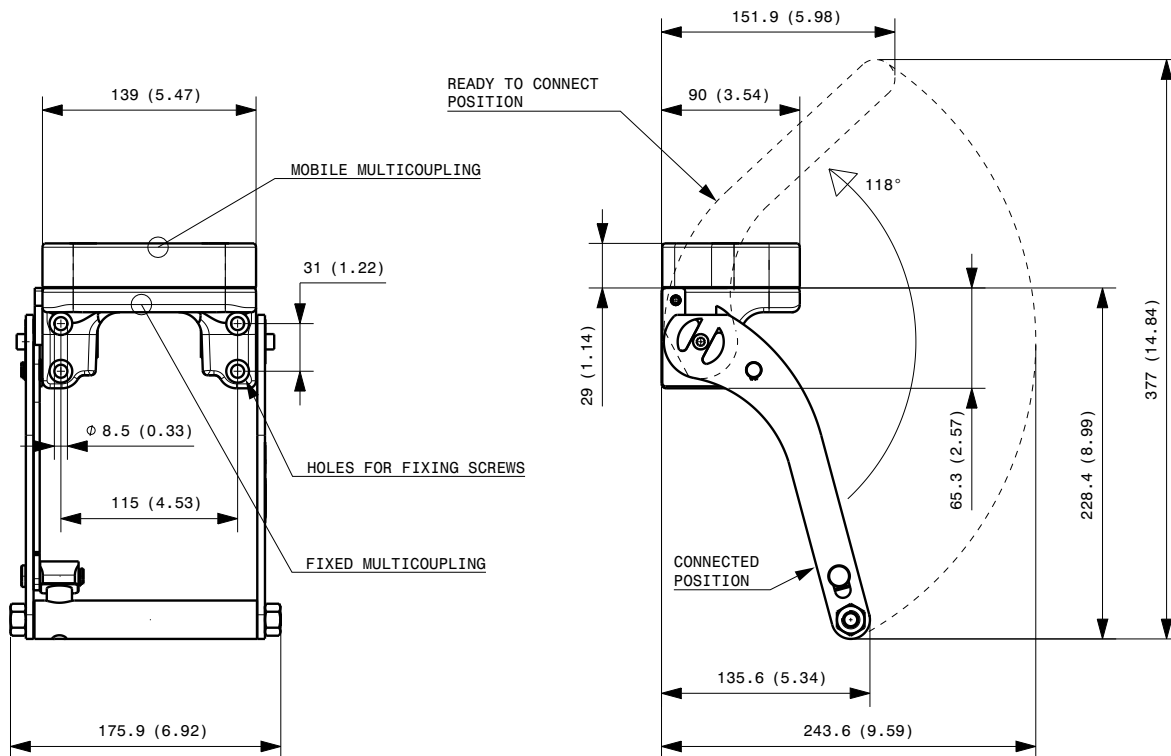 151.9 (5.98)
READY TO CONNECT
POSITION
139 (5.47)
90 (3.54)
MOBILE MULTICOUPLING
118°
31 (1.22)
29 (1.14)
377 (14.84)
ϕ 8.5 (0.33)
HOLES FOR FIXING SCREWS
65.3 (2.57)
228.4 (8.99)
115 (4.53)
FIXED MULTICOUPLING
CONNECTED
POSITION
135.6 (5.34)
175.9 (6.92)
243.6 (9.59)